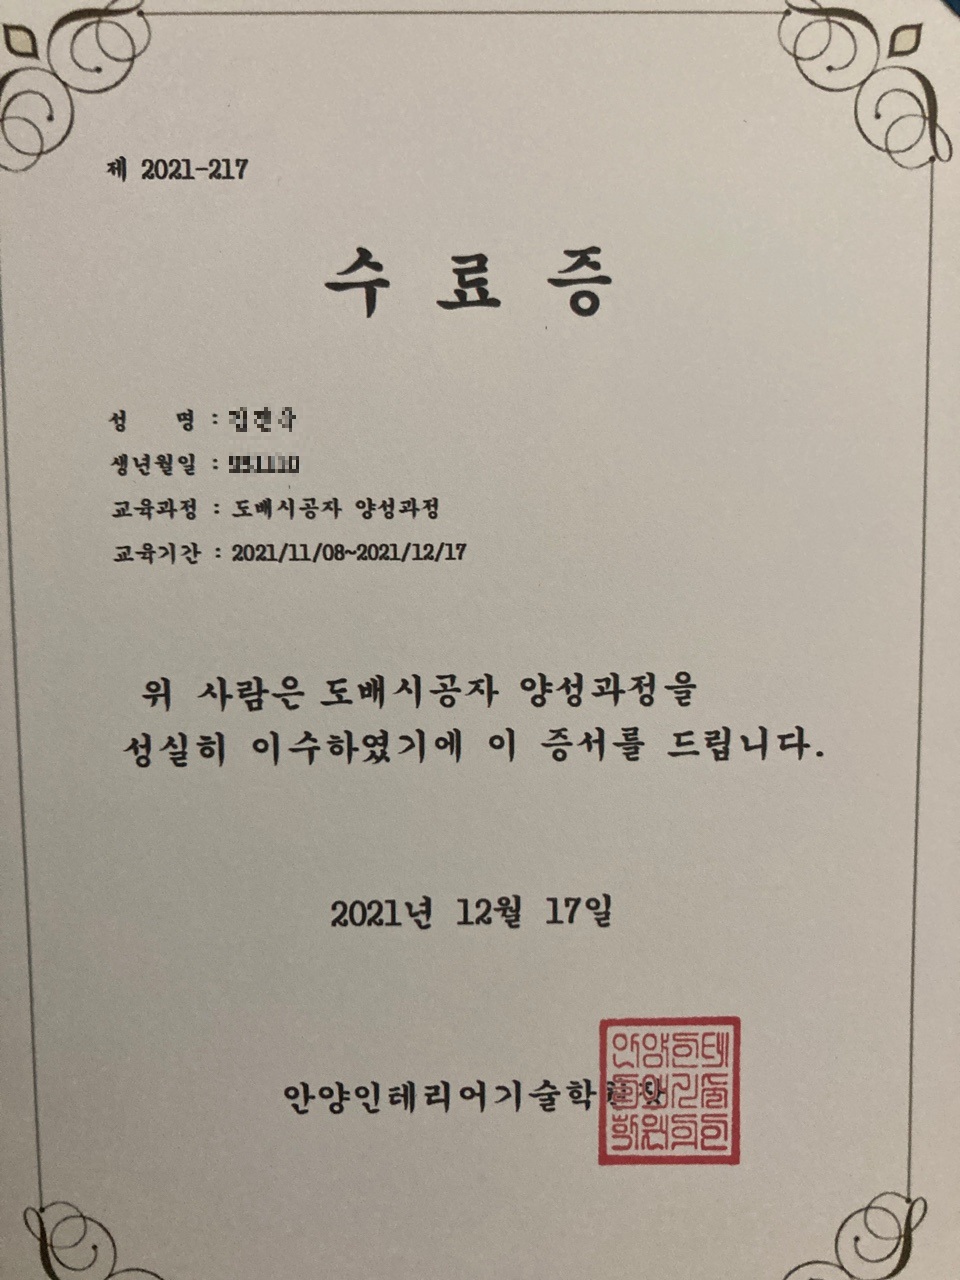 제 2021-217
수 료 증
성 명 :
생년월일 :
교육과정 : 도배시공자 양성과정
교육기간 : 2021/11/08~2021/12/17
위 사람은 도배시공자 양성과정을
성실히 이수하였기에 이 증서를 드립니다.
2021년 12월 17일
안양인테리어기술학원장